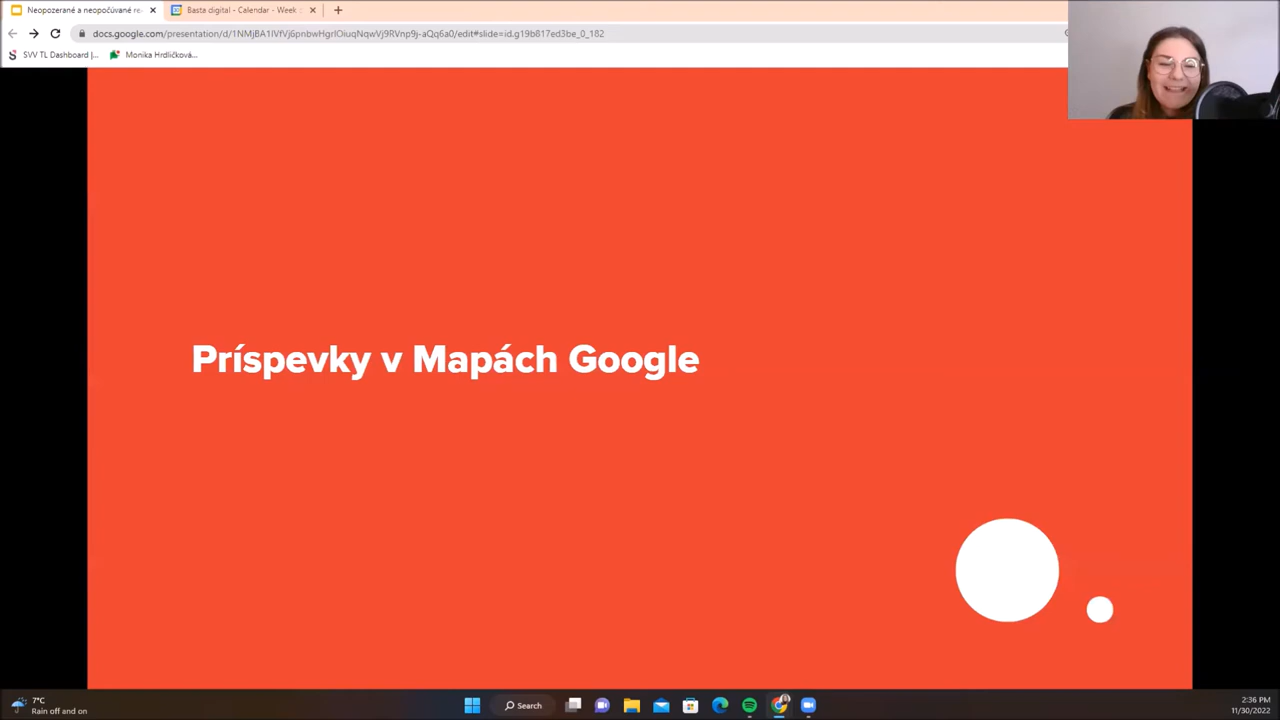 Neopozerané a neopočúvané re
Basta digital - Calendar - Week
docs.google.com/presentation/d/1NMjBA1IVfVj6pnbwHgrlOiuqNqwVj9RVnp9j-aQq6a0/edit#slide=id.g19b817ed3be_0_182
SVV TL Dashboard |...
Monika Hrdličková...
Príspevky v Mapách Google
7°C
Rain off and on
Search
2:36 PM
11/30/2022